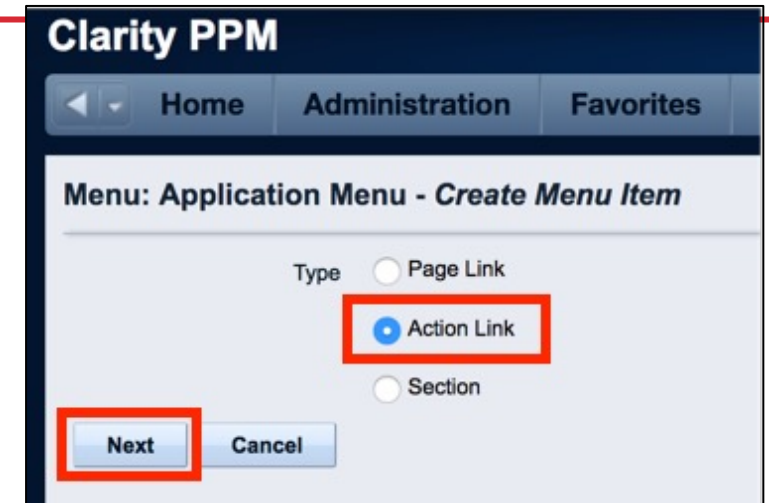 Clarity PPM
Home Administration Favorites
Menu: Application Menu - Create Menu Item
Type Page Link
Action Link
Section
Next Cancel